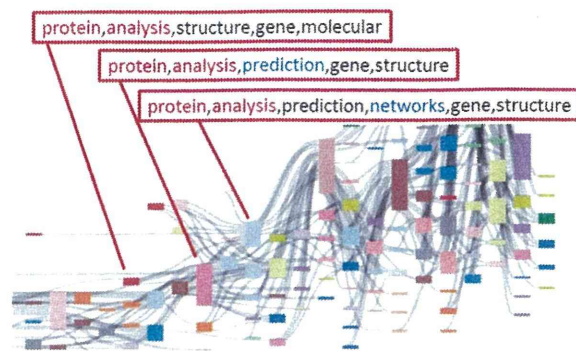 protein,analysis,structure,gene,molecular
protein,analysis,prediction,gene,structure
protein,analysis,prediction,networks,gene,structure